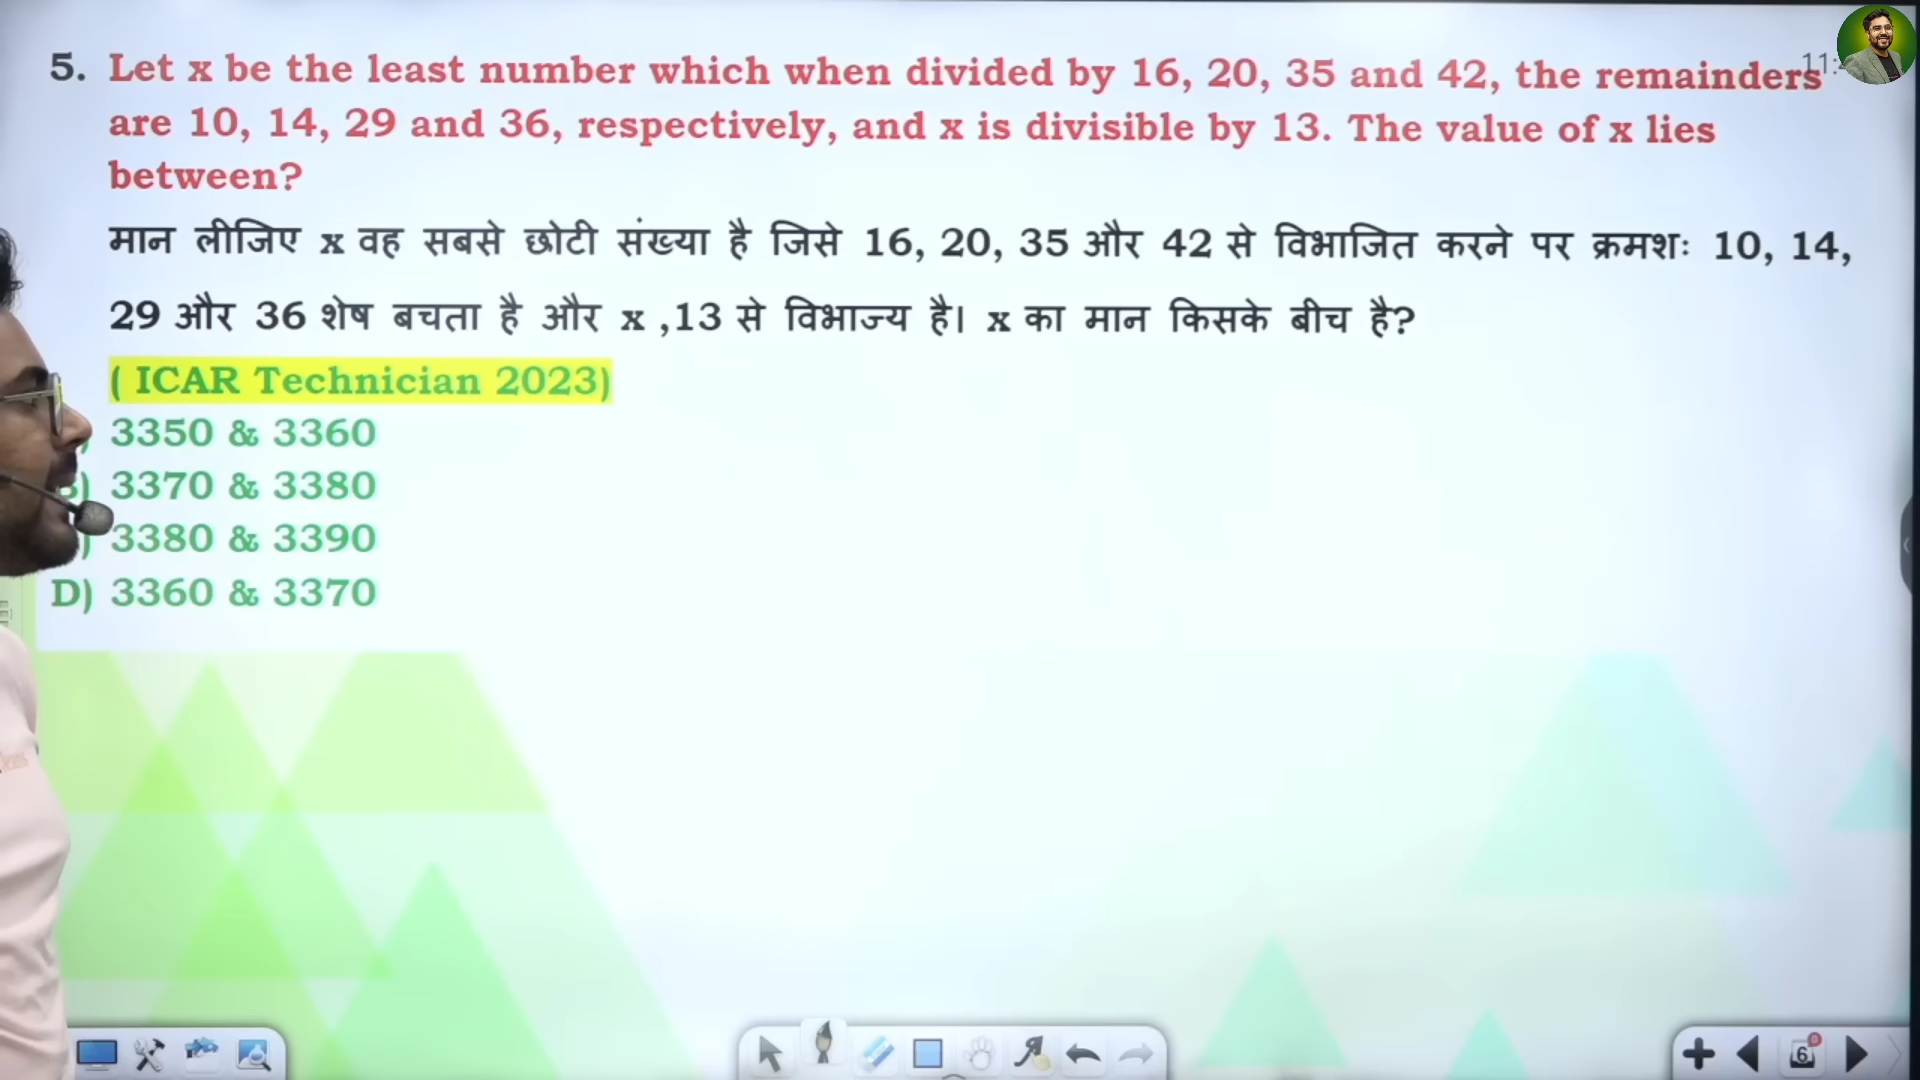 5. Let x be the least number which when divided by 16, 20, 35 and 42, the remainders
are 10, 14, 29 and 36, respectively, and x is divisible by 13. The value of x lies
between?
मान लीजिए x वह सबसे छोटी संख्या है जिसे 16, 20, 35 और 42 से विभाजित करने पर क्रमशः 10, 14,
29 और 36 शेष बचता है और x ,13 से विभाज्य है। x का मान किसके बीच है?
( ICAR Technician 2023)
3350 & 3360
B) 3370 & 3380
) 3380 & 3390
D) 3360 & 3370
6